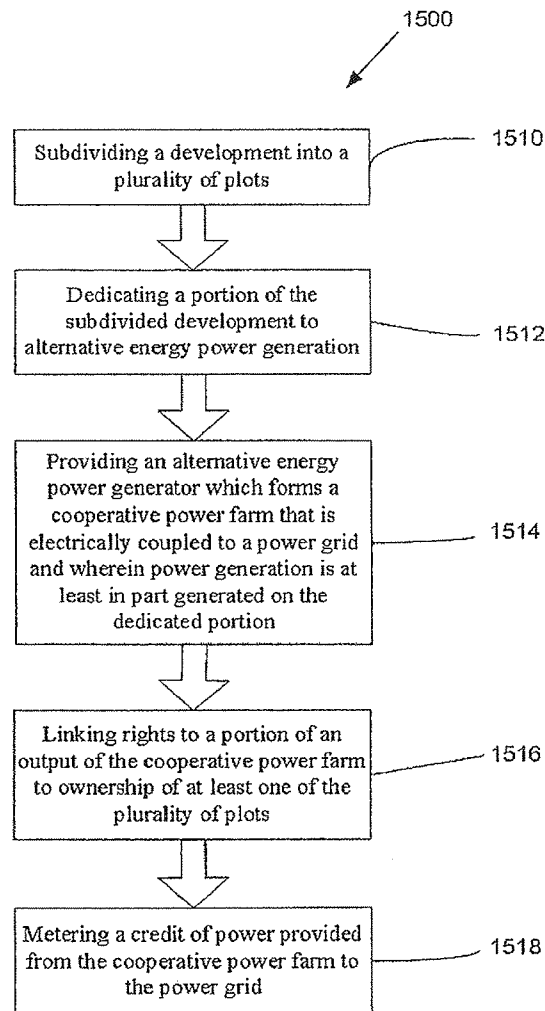 1500
Subdividing a development into a
plurality of plots
1510
Dedicating a portion of the
subdivided development to
alternative energy power generation
1512
Providing an alternative energy
power generator which forms a
cooperative power farm that is
electrically coupled to a power grid
and wherein power generation is at
least in part generated on the
dedicated portion
1514
Linking rights to a portion of an
output of the cooperative power farm
to ownership of at least one of the
plurality of plots
1516
Metering a credit of power provided
from the cooperative power farm to
the power grid
1518